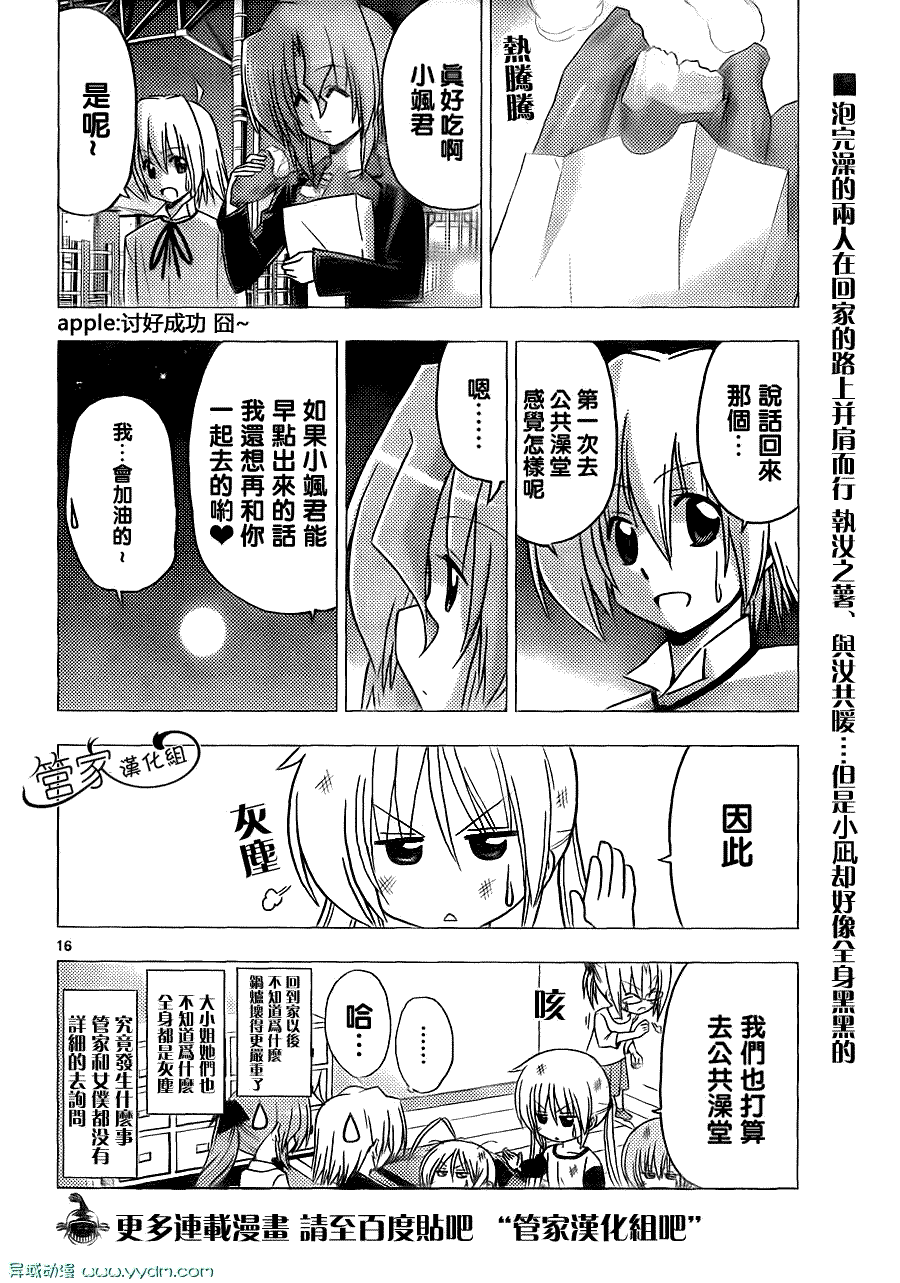 ■泡完澡的兩人在回家的路上并肩而行 執汝之薯、與汝共暖…但是小凪却好像全身黑黑的
熱騰騰
真好吃啊
小颯君
是呢~
apple:讨好成功 囧~
說話回來
那個…
第一次去
公共澡堂
感覺怎樣呢
嗯……
如果小颯君能
早點出來的話
我還想再和你
一起去的喲♥
我…會加油的~
管家漢化組
因此
灰塵
16
我們也打算
去公共澡堂
咳
…
哈…
回到家以後
不知道爲什麼
鍋爐壞得更嚴重了
大小姐她們也
不知道爲什麼
全身都是灰塵
究竟發生什麼事
管家和女僕都没有
詳細的去詢問
更多連載漫畫 請至百度貼吧 “管家漢化組吧”
异域动漫 www.yydm.com